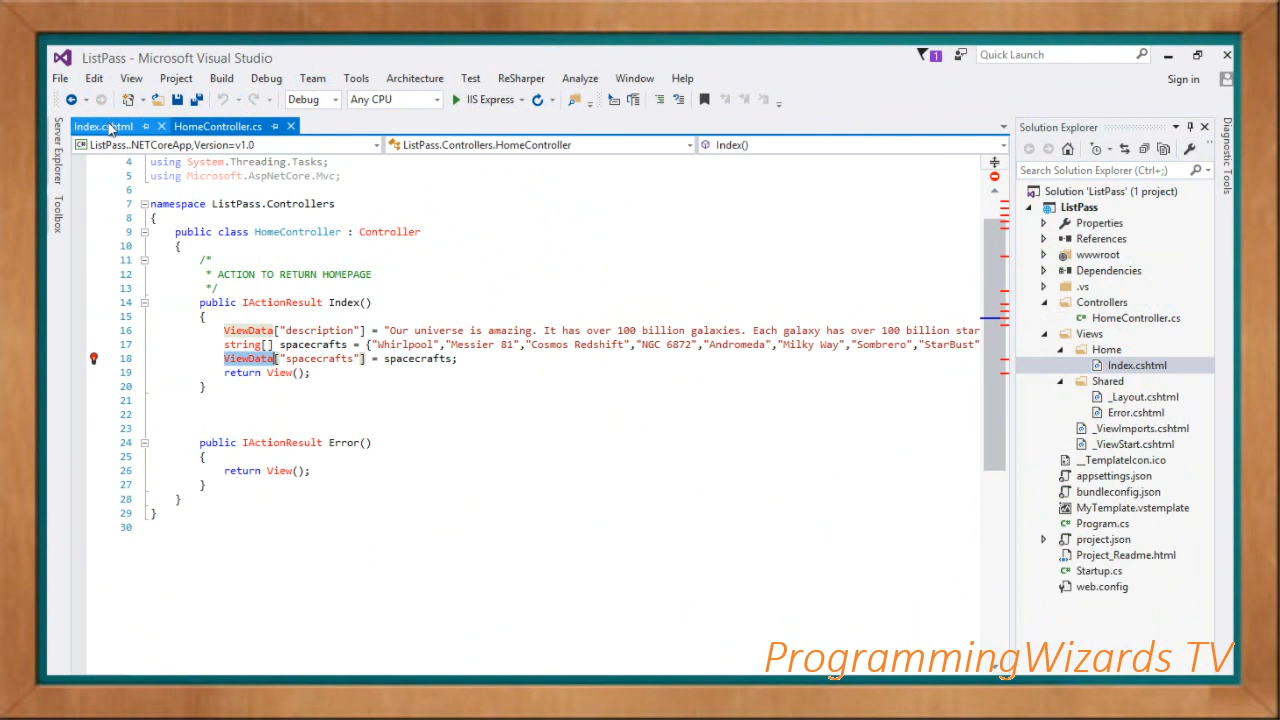 ListPass - Microsoft Visual Studio
1
Quick Launch
File Edit View Project Build Debug Team Tools Architecture Test ReSharper Analyze Window Help
Sign in
Debug Any CPU IIS Express
Index.cshtml HomeController.cs
ListPass..NETCoreApp,Version=v1.0 ListPass.Controllers.HomeController Index()
Server Explorer
Toolbox
4 using System.Threading.Tasks;
5 using Microsoft.AspNetCore.Mvc;
6
7 namespace ListPass.Controllers
8 {
9 public class HomeController : Controller
10 {
11 /*
12 * ACTION TO RETURN HOMEPAGE
13 */
14 public IActionResult Index()
15 {
16 ViewData["description"] = "Our universe is amazing. It has over 100 billion galaxies. Each galaxy has over 100 billion star
17 string[] spacecrafts = {"Whirlpool","Messier 81","Cosmos Redshift","NGC 6872","Andromeda","Milky Way","Sombrero","StarBust"
18 ViewData["spacecrafts"] = spacecrafts;
19 return View();
20 }
21
22
23
24 public IActionResult Error()
25 {
26 return View();
27 }
28 }
29 }
30
Solution Explorer
Search Solution Explorer (Ctrl+;)
Solution 'ListPass' (1 project)
ListPass
Properties
References
wwwroot
Dependencies
.vs
Controllers
HomeController.cs
Views
Home
Index.cshtml
Shared
_Layout.cshtml
Error.cshtml
_ViewImports.cshtml
_ViewStart.cshtml
__TemplateIcon.ico
appsettings.json
bundleconfig.json
MyTemplate.vstemplate
Program.cs
project.json
Project_Readme.html
Startup.cs
web.config
Diagnostic Tools
ProgrammingWizards TV